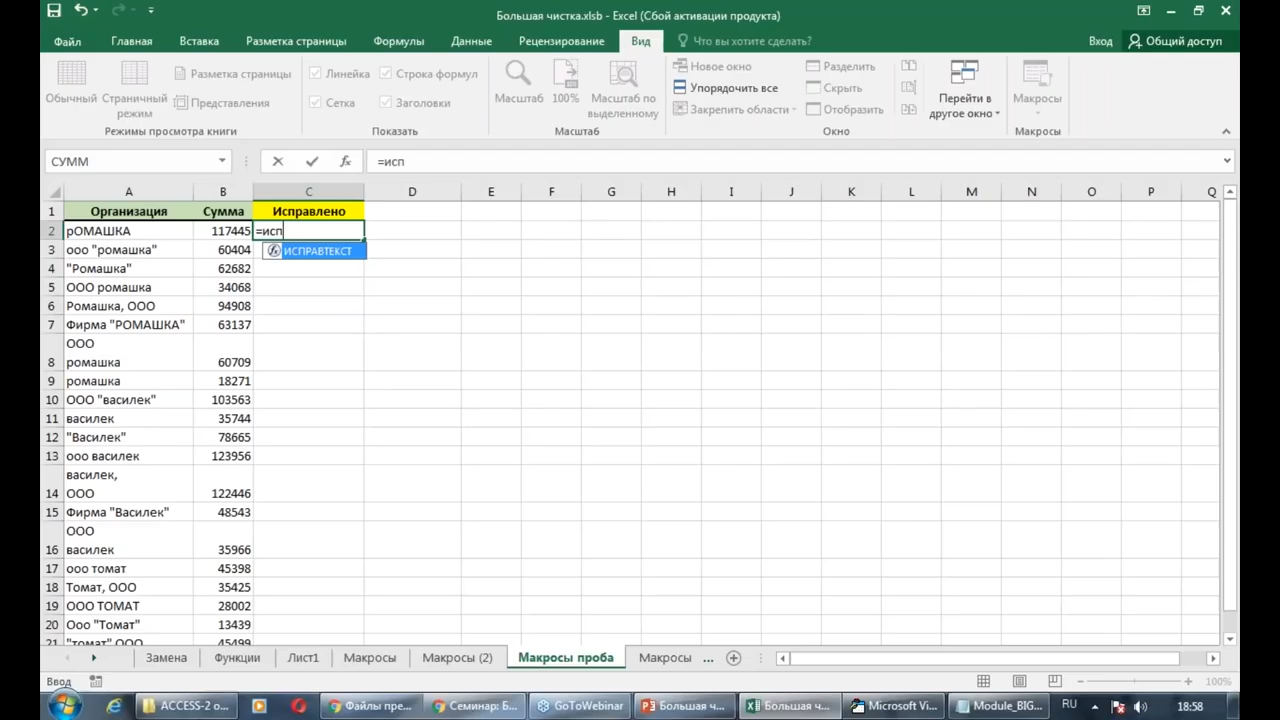 Большая чистка.xlsb - Excel (Сбой активации продукта)
Файл Главная Вставка Разметка страницы Формулы Данные Рецензирование Вид Что вы хотите сделать? Вход Общий доступ
Обычный
Страничный режим
Разметка страницы
Представления
Режимы просмотра книги
Линейка
Строка формул
Сетка
Заголовки
Показать
Масштаб
100%
Масштаб по выделенному
Масштаб
Новое окно
Упорядочить все
Закрепить области
Разделить
Скрыть
Отобразить
Перейти в другое окно
Окно
Макросы
Макросы
СУММ =исп
A B C D E F G H I J K L M N O P Q
1 Организация Сумма Исправлено
2 рОМАШКА 117445 =исп
ИСПРАВТЕКСТ
3 ооо "ромашка" 60404
4 "Ромашка" 62682
5 ООО ромашка 34068
6 Ромашка, ООО 94908
7 Фирма "РОМАШКА" 63137
ООО
8 ромашка 60709
9 ромашка 18271
10 ООО "василек" 103563
11 василек 35744
12 "Василек" 78665
13 ооо василек 123956
василек,
14 ООО 122446
15 Фирма "Василек" 48543
ООО
16 василек 35966
17 ооо томат 45398
18 Томат, ООО 35425
19 ООО ТОМАТ 28002
20 Ооо "Томат" 13439
21 "томат" ООО 45499
Замена Функции Лист1 Макросы Макросы (2) Макросы проба Макросы ...
Ввод 100%
ACCESS-2 о... Файлы пре... Семинар: Б... GoToWebinar Большая ч... Большая ч... Microsoft Vi... Module_BIG... RU 18:58